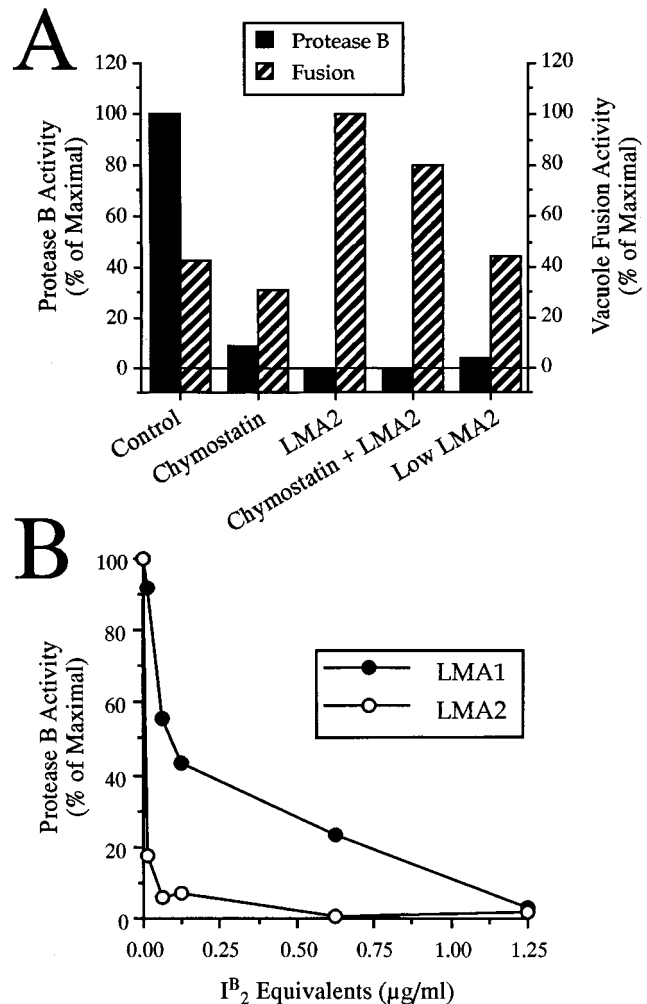 A
Protease B
Fusion
Protease B Activity
(% of Maximal)
120
100
80
60
40
20
0
Vacuole Fusion Activity
(% of Maximal)
120
100
80
60
40
20
0
Control
Chymostatin
LMA2
Chymostatin + LMA2
Low LMA2
B
Protease B Activity
(% of Maximal)
100
80
60
40
20
0
LMA1
LMA2
0.00
0.25
0.50
0.75
1.00
1.25
I^B_2 Equivalents (µg/ml)